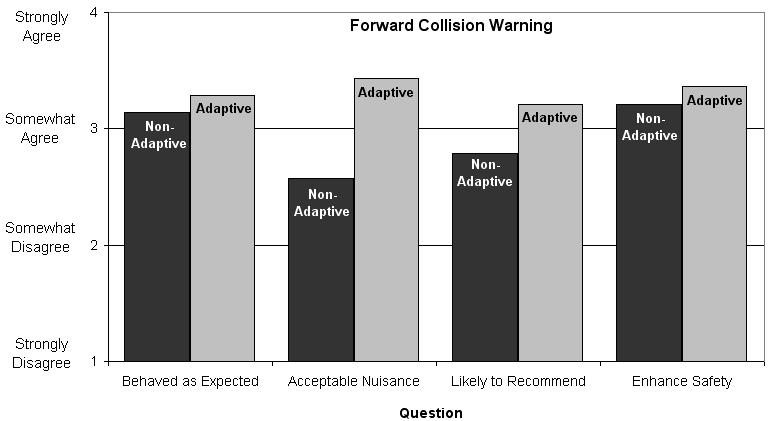 Forward Collision Warning
Strongly
Agree
4
Somewhat
Agree
3
Somewhat
Disagree
2
Strongly
Disagree
1
Non-
Adaptive
Adaptive
Non-
Adaptive
Adaptive
Non-
Adaptive
Adaptive
Non-
Adaptive
Adaptive
Behaved as Expected
Acceptable Nuisance
Likely to Recommend
Enhance Safety
Question